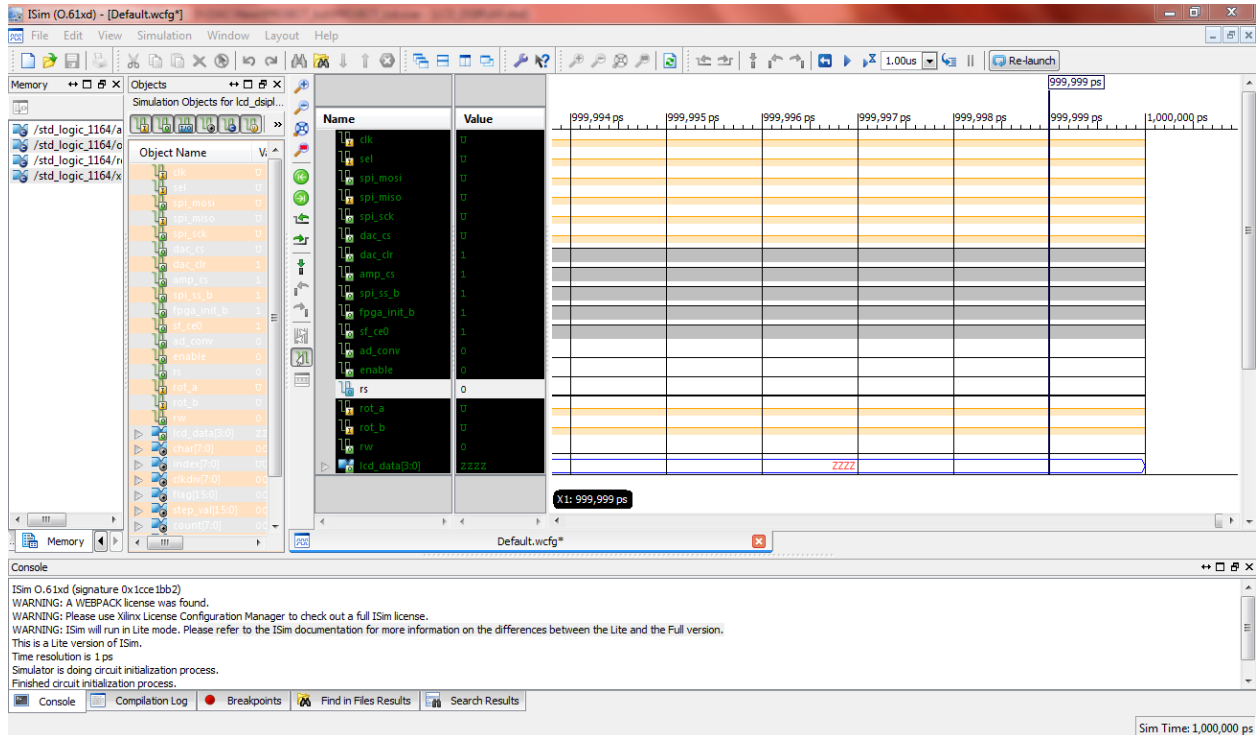 ISim (O.61xd) - [Default.wcfg*]
File Edit View Simulation Window Layout Help
1.00us Re-launch
Memory Objects
Simulation Objects for lcd_dsipl...
/std_logic_1164/a
/std_logic_1164/o
/std_logic_1164/r
/std_logic_1164/x
Object Name V
clk U
sel U
spi_mosi U
spi_miso U
spi_sck U
dac_cs U
dac_clr 1
amp_cs 1
spi_ss_b 1
fpga_init_b 1
sf_ce0 1
ad_conv 0
enable 0
rs 0
rot_a U
rot_b U
rw 0
lcd_data[3:0] ZZ
char[7:0]
index[7:0]
clkdiv[7:0]
flag[15:0]
step_val[15:0]
count[7:0]
Name Value
clk U
sel U
spi_mosi U
spi_miso U
spi_sck U
dac_cs U
dac_clr 1
amp_cs 1
spi_ss_b 1
fpga_init_b 1
sf_ce0 1
ad_conv 0
enable 0
rs 0
rot_a U
rot_b U
rw 0
lcd_data[3:0] ZZZZ
999,999 ps
999,994 ps 999,995 ps 999,996 ps 999,997 ps 999,998 ps 999,999 ps 1,000,000 ps
ZZZZ
X1: 999,999 ps
Memory
Default.wcfg*
Console
ISim O.61xd (signature 0x1cce1bb2)
WARNING: A WEBPACK license was found.
WARNING: Please use Xilinx License Configuration Manager to check out a full ISim license.
WARNING: ISim will run in Lite mode. Please refer to the ISim documentation for more information on the differences between the Lite and the Full version.
This is a Lite version of ISim.
Time resolution is 1 ps
Simulator is doing circuit initialization process.
Finished circuit initialization process.
Console Compilation Log Breakpoints Find in Files Results Search Results
Sim Time: 1,000,000 ps